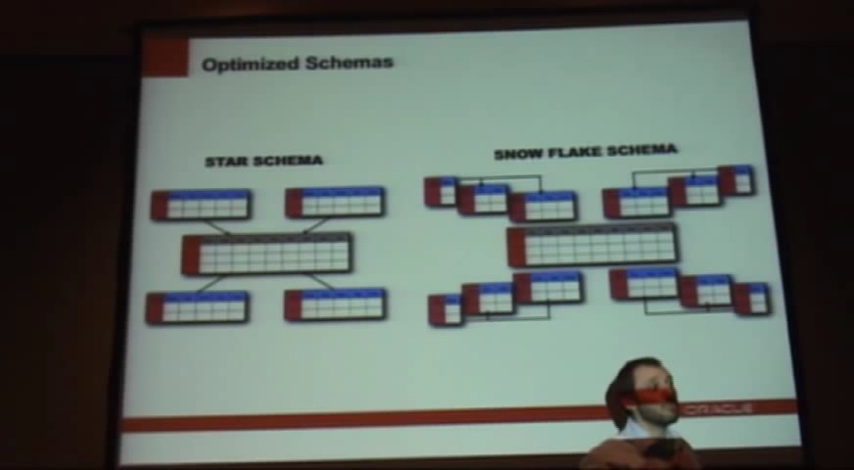 Optimized Schemas
STAR SCHEMA
SNOW FLAKE SCHEMA
ORACLE